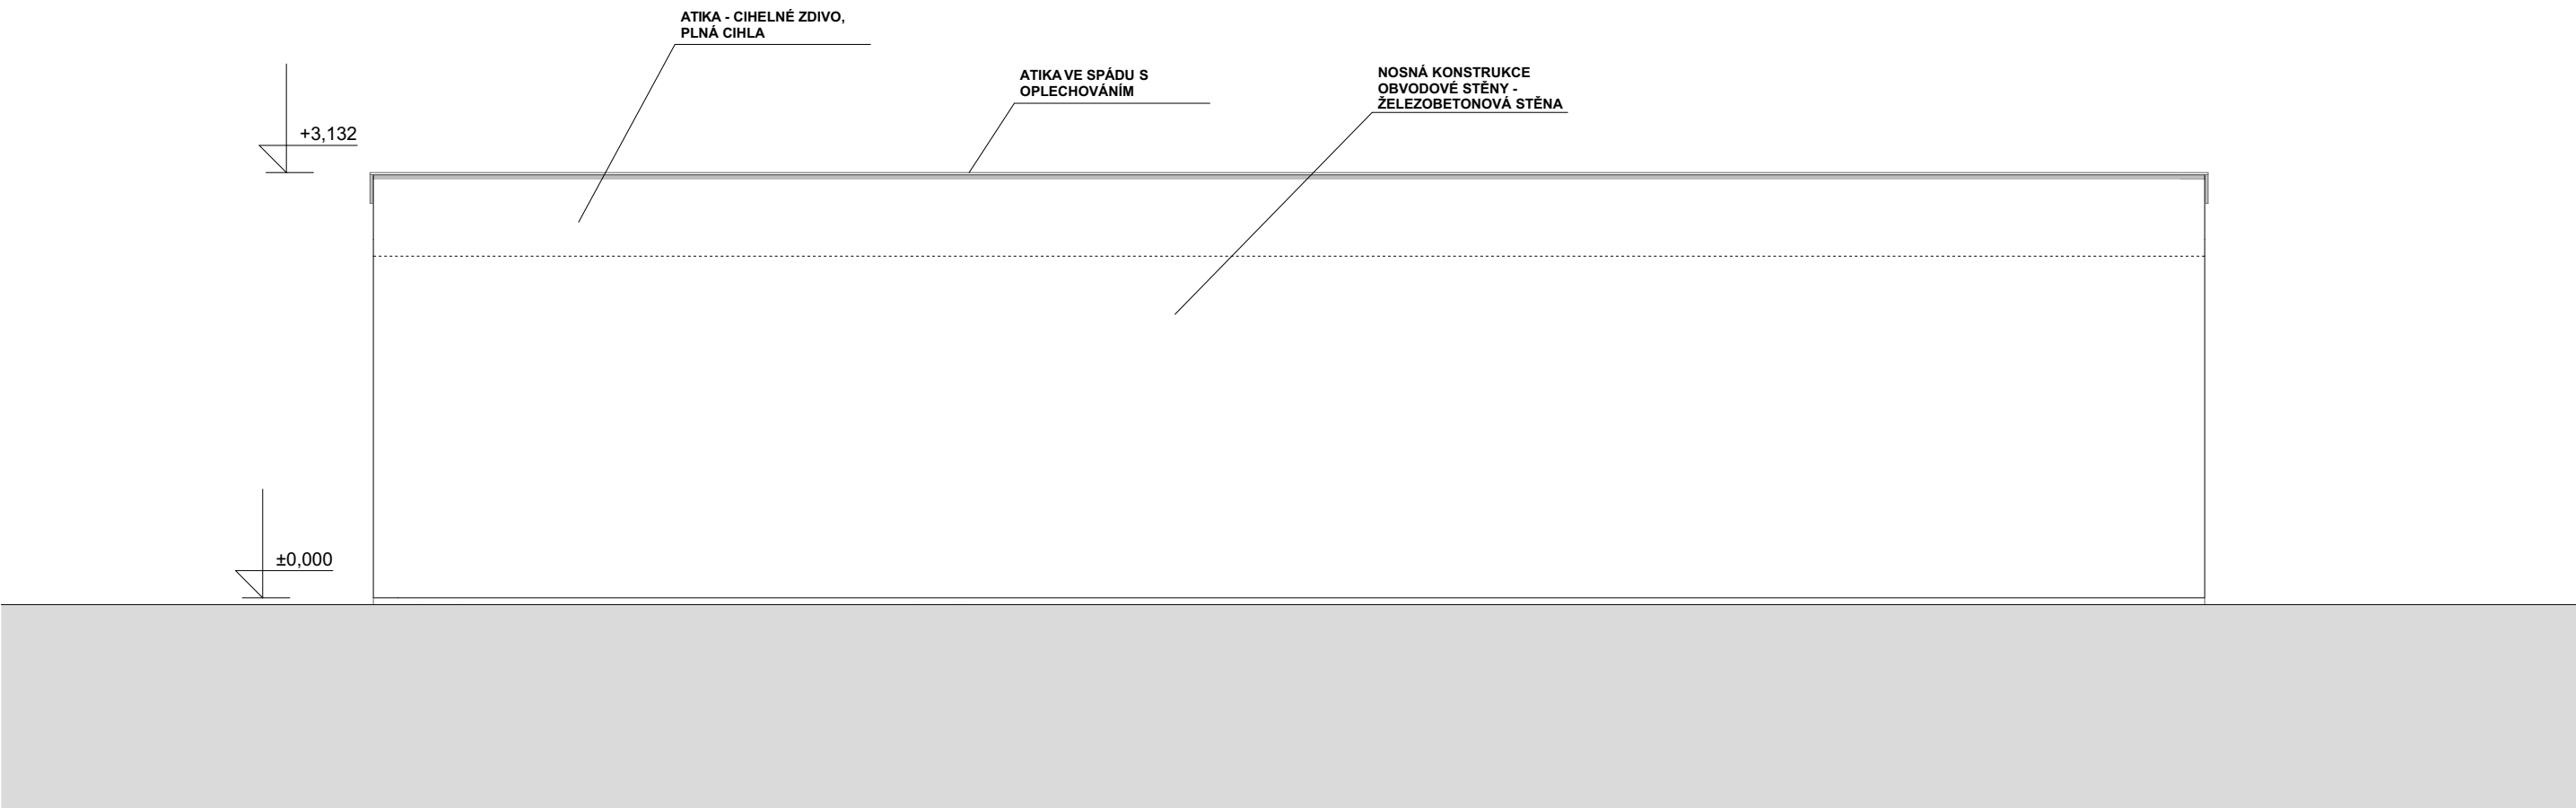 ATIKA - CIHELNÉ ZDIVO,
PLNÁ CIHLA
ATIKA VE SPÁDU S
OPLECHOVÁNÍM
NOSNÁ KONSTRUKCE
OBVODOVÉ STĚNY -
ŽELEZOBETONOVÁ STĚNA
+3,132
±0,000